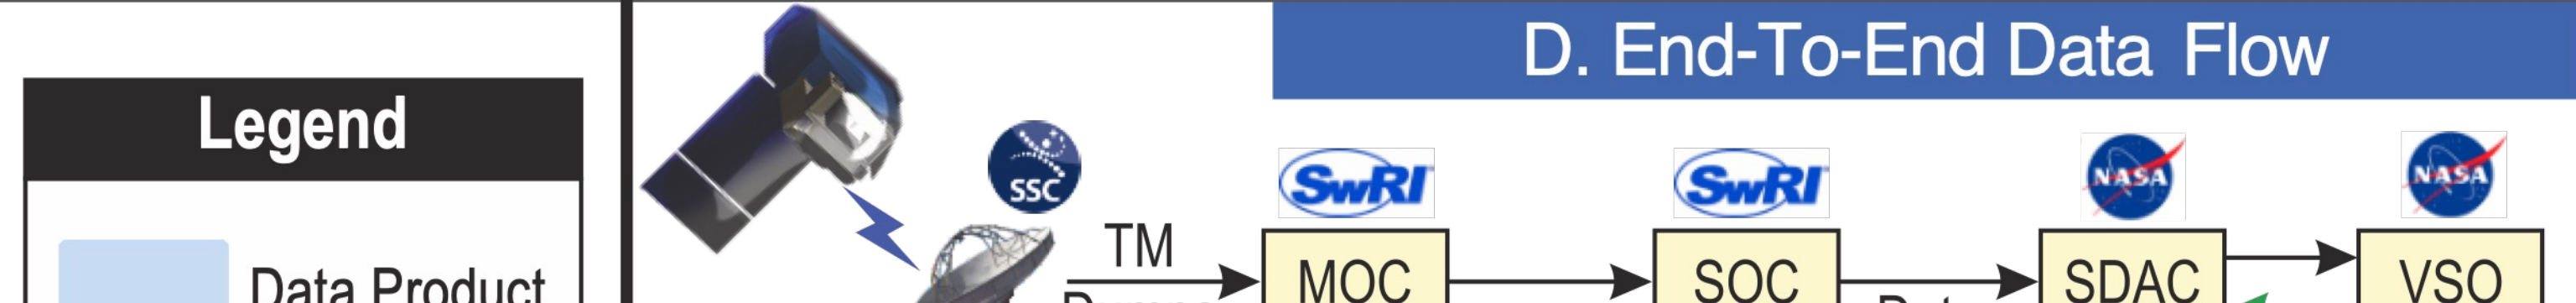 D. End-To-End Data Flow
Legend
SSC
SwRI
SwRI
NASA
NASA
TM
MOC
SOC
SDAC
VSO
Data Product